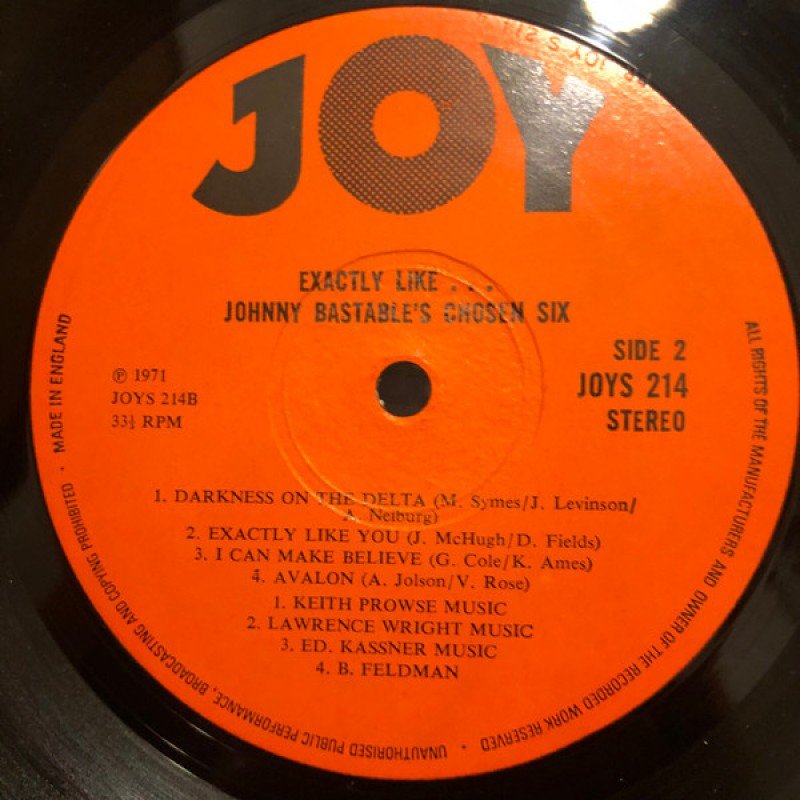 JOY
EXACTLY LIKE . . .
JOHNNY BASTABLE'S CHOSEN SIX
SIDE 2
JOYS 214
STEREO
℗ 1971
JOYS 214B
33⅓ RPM
1. DARKNESS ON THE DELTA (M. Symes/J. Levinson/
A. Neiburg)
2. EXACTLY LIKE YOU (J. McHugh/D. Fields)
3. I CAN MAKE BELIEVE (G. Cole/K. Ames)
4. AVALON (A. Jolson/V. Rose)
1. KEITH PROWSE MUSIC
2. LAWRENCE WRIGHT MUSIC
3. ED. KASSNER MUSIC
4. B. FELDMAN
ALL RIGHTS OF THE MANUFACTURERS AND OWNER OF THE RECORDED WORK RESERVED · UNAUTHORISED PUBLIC PERFORMANCE, BROADCASTING AND COPYING PROHIBITED · MADE IN ENGLAND